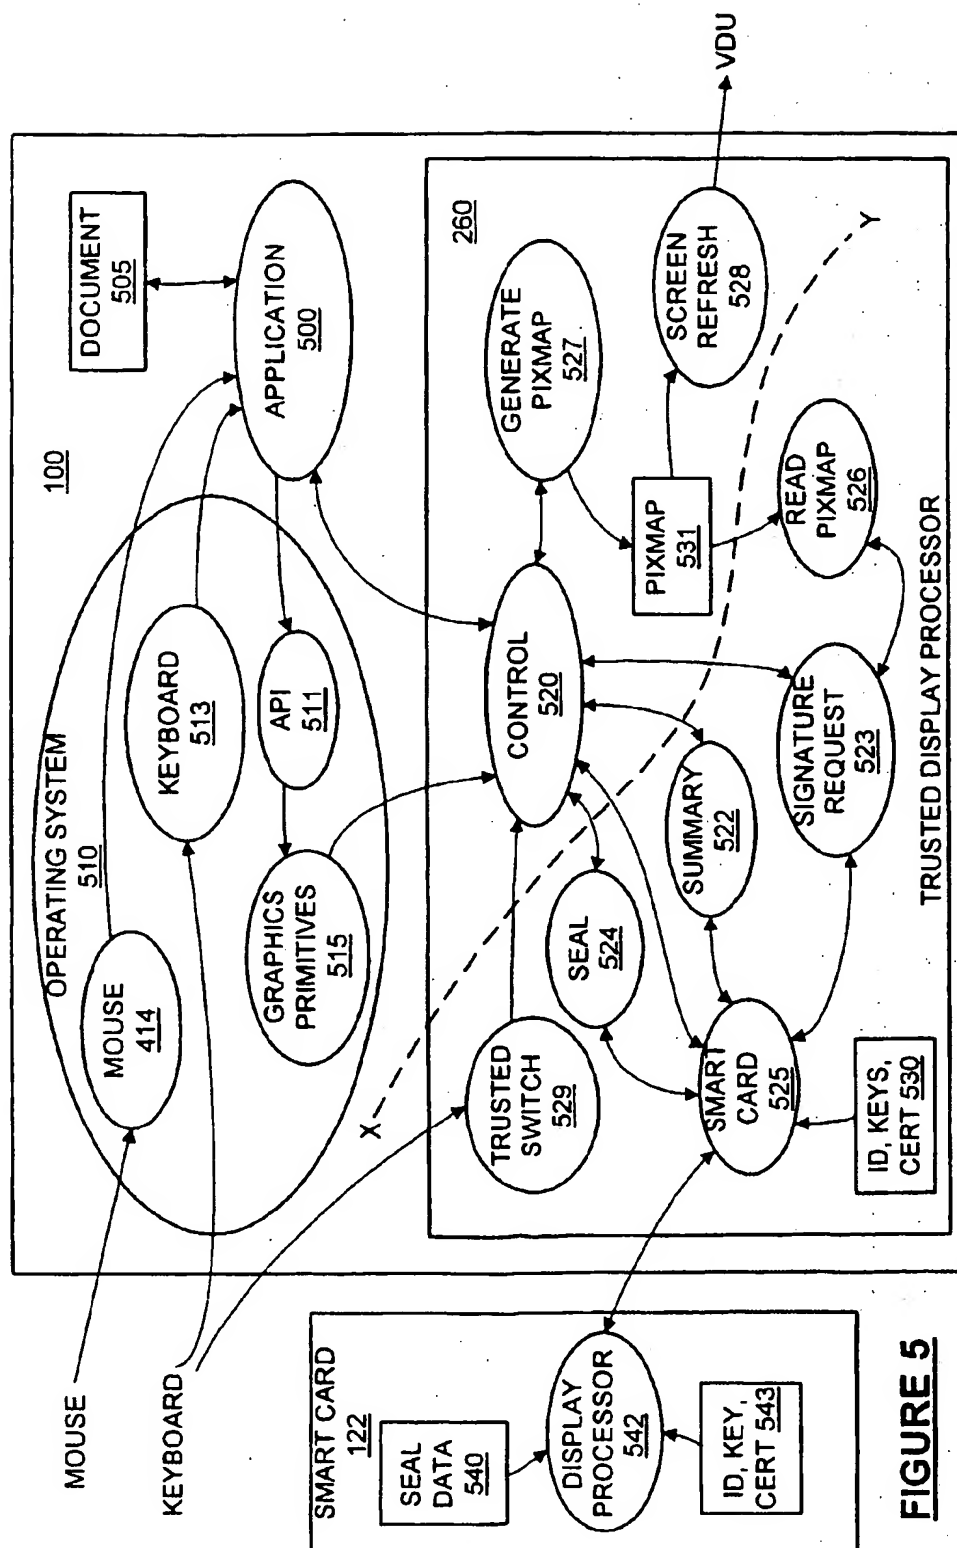 MOUSE
KEYBOARD
100
OPERATING SYSTEM
510
MOUSE
414
KEYBOARD
513
API
511
GRAPHICS
PRIMITIVES
515
DOCUMENT
505
APPLICATION
500
260
TRUSTED
SWITCH
529
CONTROL
520
GENERATE
PIXMAP
527
SEAL
524
PIXMAP
531
SCREEN
REFRESH
528
VDU
X
Y
SUMMARY
522
SMART
CARD
525
SIGNATURE
REQUEST
523
READ
PIXMAP
526
ID, KEYS,
CERT 530
TRUSTED DISPLAY PROCESSOR
SMART CARD
122
SEAL
DATA
540
DISPLAY
PROCESSOR
542
ID, KEY,
CERT 543
FIGURE 5